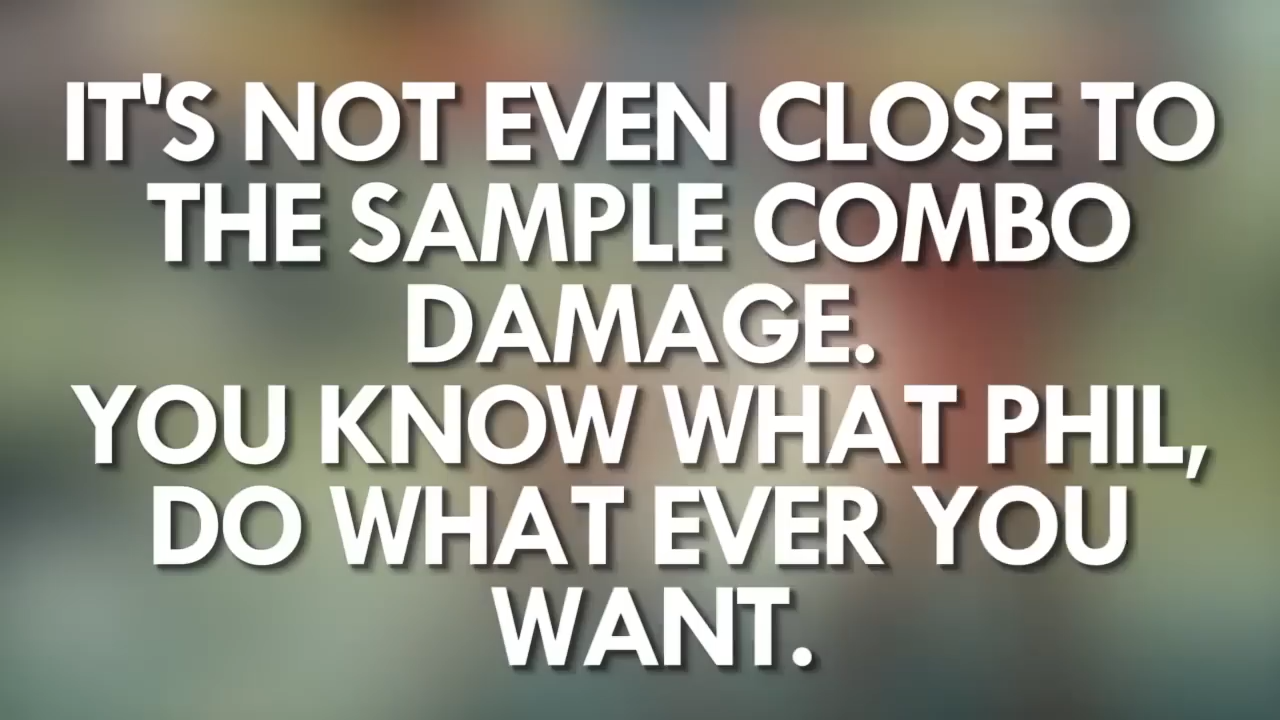 IT'S NOT EVEN CLOSE TO
THE SAMPLE COMBO
DAMAGE.
YOU KNOW WHAT PHIL,
DO WHAT EVER YOU
WANT.